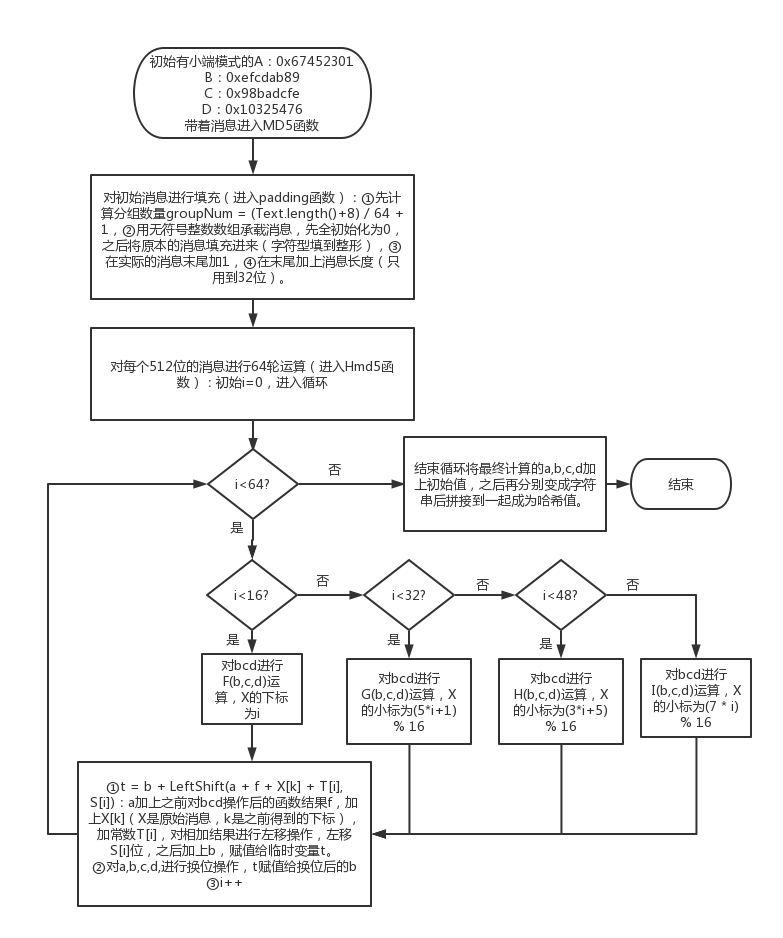 初始有小端模式的A：0x67452301
B：0xefcdab89
C：0x98badcfe
D：0x10325476
带着消息进入MD5函数
对初始消息进行填充（进入padding函数）：①先计
算分组数量groupNum = (Text.length()+8) / 64 +
1，②用无符号整数数组承载消息，先全初始化为0，
之后将原本的消息填充进来（字符型填到整形），③
在实际的消息末尾加1，④在末尾加上消息长度（只
用到32位）。
对每个512位的消息进行64轮运算（进入Hmd5函
数）：初始i=0，进入循环
i<64?
否
结束循环将最终计算的a,b,c,d加
上初始值，之后再分别变成字符
串后拼接到一起成为哈希值。
结束
是
i<16?
否
i<32?
否
i<48?
否
是
是
是
对bcd进行
F(b,c,d)运
算，X的下标
为i
对bcd进行
G(b,c,d)运算，X
的小标为(5*i+1)
% 16
对bcd进行
H(b,c,d)运算，X
的小标为(3*i+5)
% 16
对bcd进行
I(b,c,d)运算，X
的小标为(7 * i)
% 16
①t = b + LeftShift(a + f + X[k] + T[i],
S[i])：a加上之前对bcd操作后的函数结果f，加
上X[k]（X是原始消息，k是之前得到的下标），
加常数T[i]，对相加结果进行左移操作，左移
S[i]位，之后加上b，赋值给临时变量t。
②对a,b,c,d,进行换位操作，t赋值给换位后的b
③i++